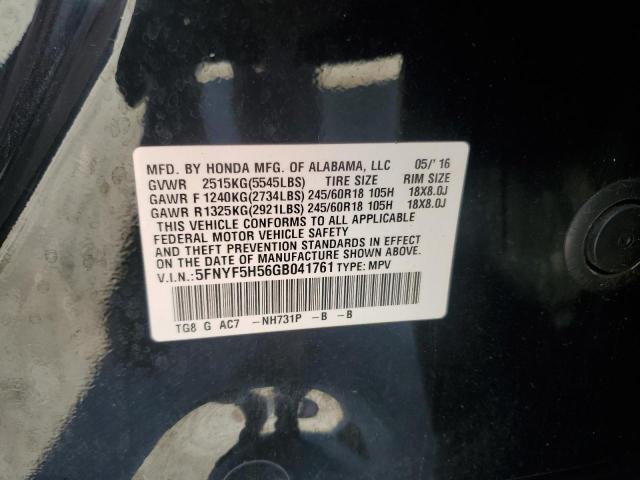 MFD. BY HONDA MFG. OF ALABAMA, LLC 05/'16
GVWR 2515KG(5545LBS) TIRE SIZE RIM SIZE
GAWR F 1240KG(2734LBS) 245/60R18 105H 18X8.0J
GAWR R1325KG(2921LBS) 245/60R18 105H 18X8.0J
THIS VEHICLE CONFORMS TO ALL APPLICABLE
FEDERAL MOTOR VEHICLE SAFETY
AND THEFT PREVENTION STANDARDS IN EFFECT
ON THE DATE OF MANUFACTURE SHOWN ABOVE.
V.I.N.:5FNYF5H56GB041761 TYPE: MPV
TG8 G AC7 -NH731P -B -B